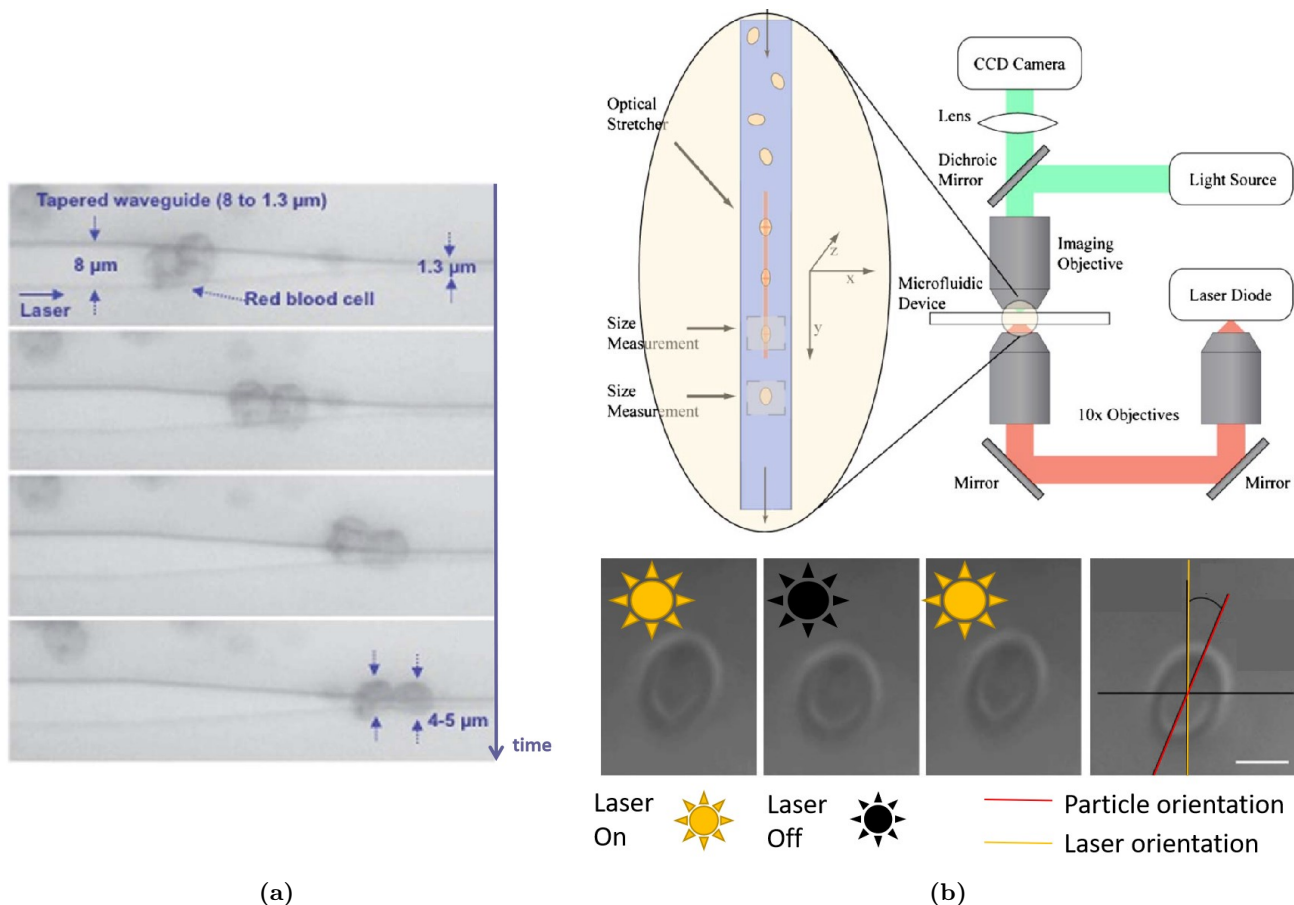 Tapered waveguide (8 to 1.3 µm)
8 µm
1.3 µm
Laser
Red blood cell
4-5 µm
time
(a)
CCD Camera
Lens
Dichroic
Mirror
Light Source
Imaging
Objective
Microfluidic
Device
Laser Diode
10x Objectives
Mirror
Mirror
Optical
Stretcher
z
x
y
Size
Measurement
Size
Measurement
Laser
On
Laser
Off
Particle orientation
Laser orientation
(b)